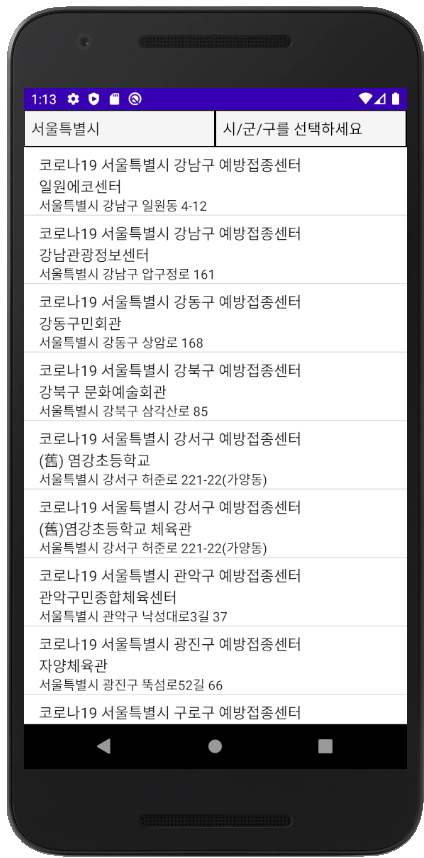 1:13
서울특별시
시/군/구를 선택하세요
코로나19 서울특별시 강남구 예방접종센터
일원에코센터
서울특별시 강남구 일원동 4-12
코로나19 서울특별시 강남구 예방접종센터
강남관광정보센터
서울특별시 강남구 압구정로 161
코로나19 서울특별시 강동구 예방접종센터
강동구민회관
서울특별시 강동구 상암로 168
코로나19 서울특별시 강북구 예방접종센터
강북구 문화예술회관
서울특별시 강북구 삼각산로 85
코로나19 서울특별시 강서구 예방접종센터
(舊) 염강초등학교
서울특별시 강서구 허준로 221-22(가양동)
코로나19 서울특별시 강서구 예방접종센터
(舊)염강초등학교 체육관
서울특별시 강서구 허준로 221-22(가양동)
코로나19 서울특별시 관악구 예방접종센터
관악구민종합체육센터
서울특별시 관악구 낙성대로3길 37
코로나19 서울특별시 광진구 예방접종센터
자양체육관
서울특별시 광진구 뚝섬로52길 66
코로나19 서울특별시 구로구 예방접종센터